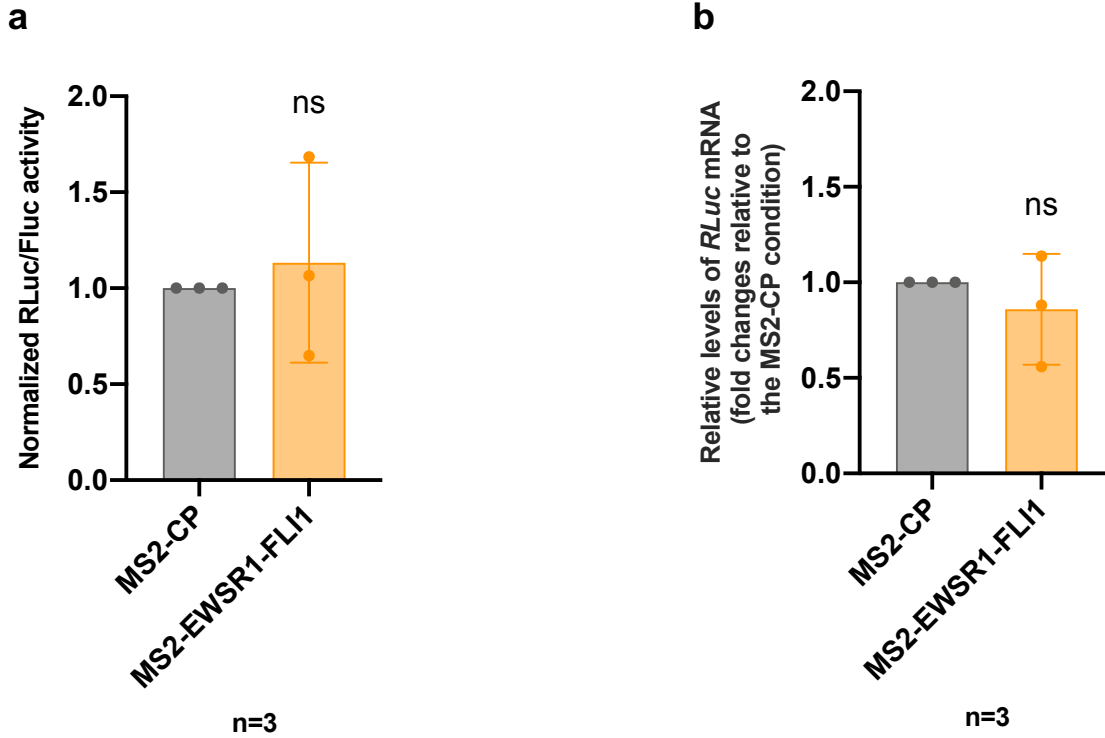 a
Normalized RLuc/Fluc activity
2.0
1.5
1.0
0.5
0.0
ns
MS2-CP
MS2-EWSR1-FLI1
n=3
b
Relative levels of RLuc mRNA
(fold changes relative to
the MS2-CP condition)
2.0
1.5
1.0
0.5
0.0
ns
MS2-CP
MS2-EWSR1-FLI1
n=3